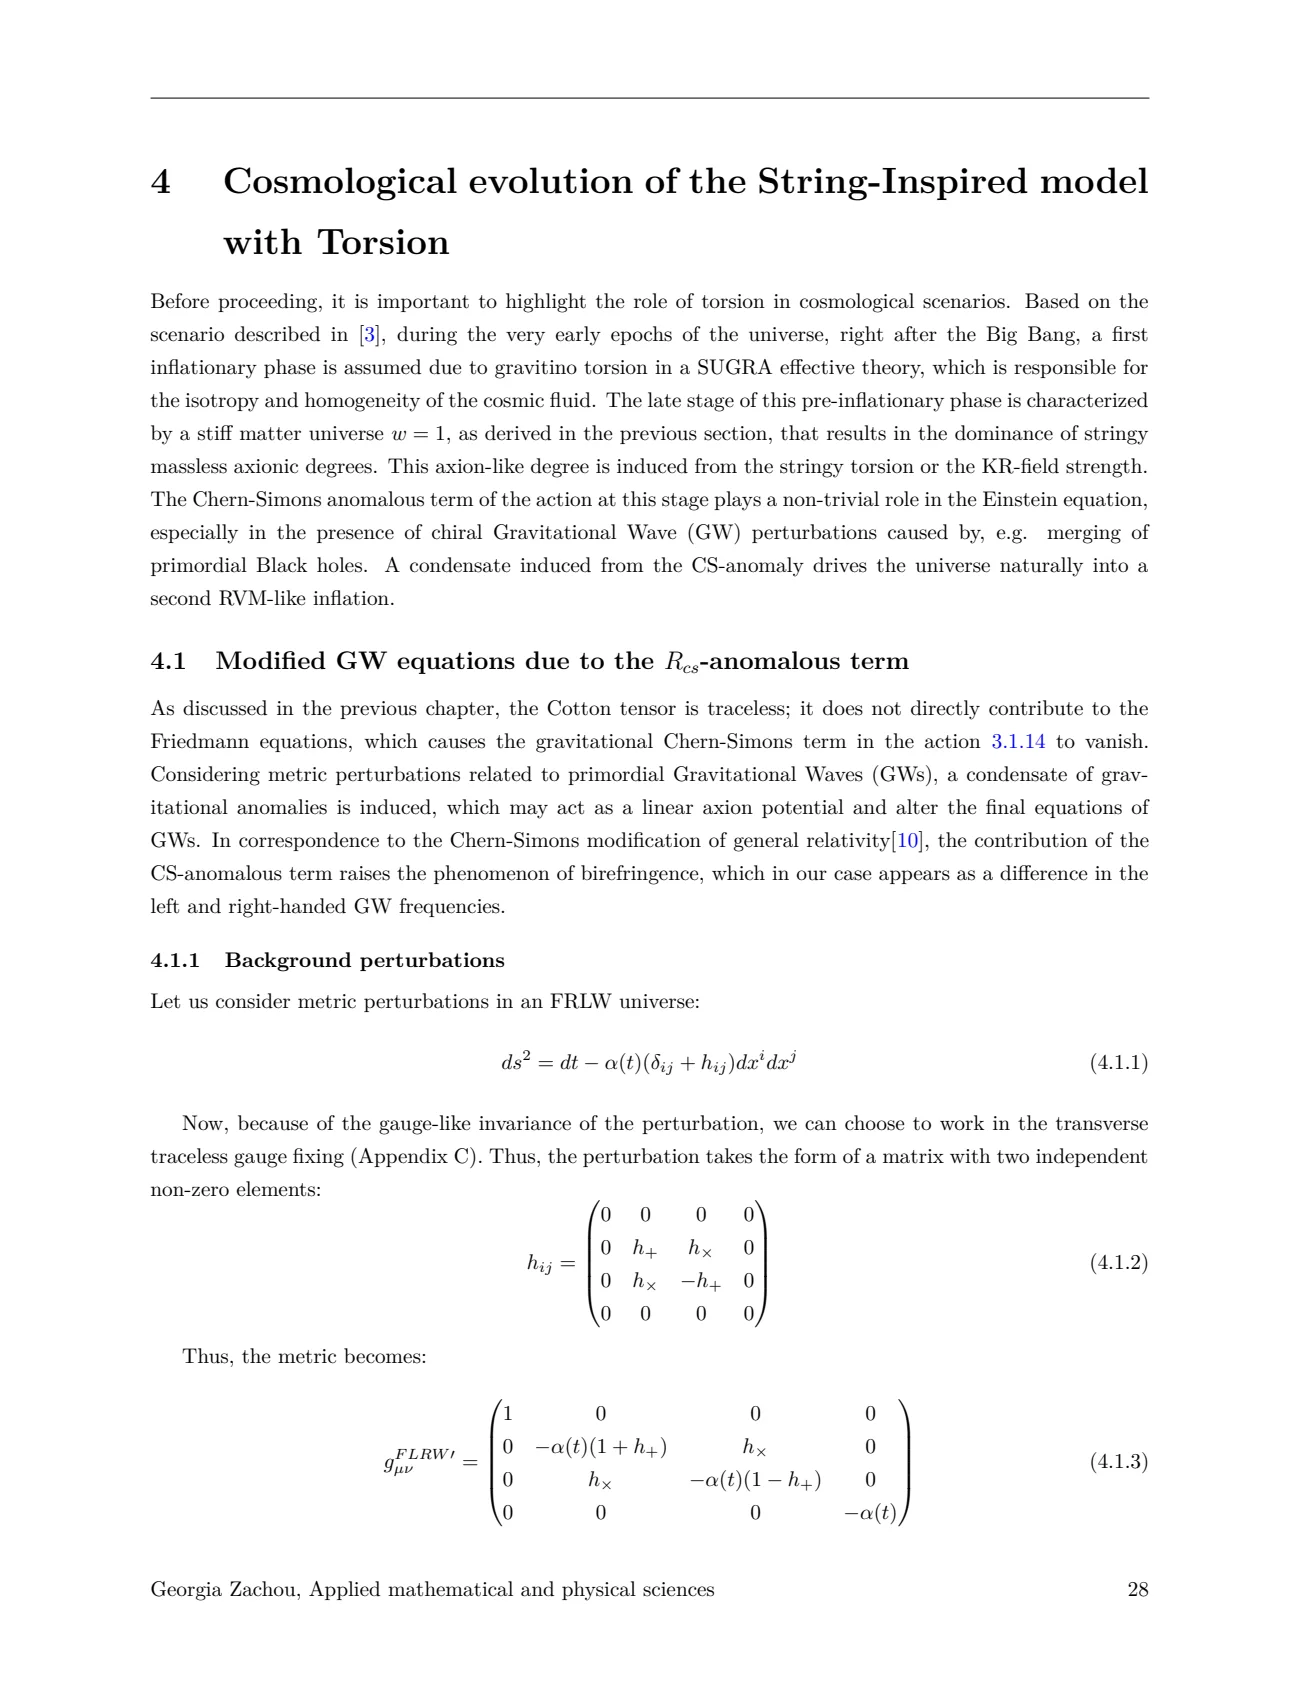 4 Cosmological evolution of the String-Inspired model
with Torsion
Before proceeding, it is important to highlight the role of torsion in cosmological scenarios. Based on the
scenario described in [3], during the very early epochs of the universe, right after the Big Bang, a first
inflationary phase is assumed due to gravitino torsion in a SUGRA effective theory, which is responsible for
the isotropy and homogeneity of the cosmic fluid. The late stage of this pre-inflationary phase is characterized
by a stiff matter universe w = 1, as derived in the previous section, that results in the dominance of stringy
massless axionic degrees. This axion-like degree is induced from the stringy torsion or the KR-field strength.
The Chern-Simons anomalous term of the action at this stage plays a non-trivial role in the Einstein equation,
especially in the presence of chiral Gravitational Wave (GW) perturbations caused by, e.g. merging of
primordial Black holes. A condensate induced from the CS-anomaly drives the universe naturally into a
second RVM-like inflation.
4.1 Modified GW equations due to the R_{cs}-anomalous term
As discussed in the previous chapter, the Cotton tensor is traceless; it does not directly contribute to the
Friedmann equations, which causes the gravitational Chern-Simons term in the action 3.1.14 to vanish.
Considering metric perturbations related to primordial Gravitational Waves (GWs), a condensate of grav-
itational anomalies is induced, which may act as a linear axion potential and alter the final equations of
GWs. In correspondence to the Chern-Simons modification of general relativity[10], the contribution of the
CS-anomalous term raises the phenomenon of birefringence, which in our case appears as a difference in the
left and right-handed GW frequencies.
4.1.1 Background perturbations
Let us consider metric perturbations in an FRLW universe:
ds² = dt − α(t)(δ_{ij} + h_{ij})dx^i dx^j (4.1.1)
Now, because of the gauge-like invariance of the perturbation, we can choose to work in the transverse
traceless gauge fixing (Appendix C). Thus, the perturbation takes the form of a matrix with two independent
non-zero elements:
0 0 0 0
0 h_+ h_× 0
h_{ij} = (4.1.2)
0 h_× −h_+ 0
0 0 0 0
Thus, the metric becomes:
1 0 0 0
0 −α(t)(1 + h_+) h_× 0
g_{μν}^{FLRW′} = (4.1.3)
0 h_× −α(t)(1 − h_+) 0
0 0 0 −α(t)
Georgia Zachou, Applied mathematical and physical sciences 28